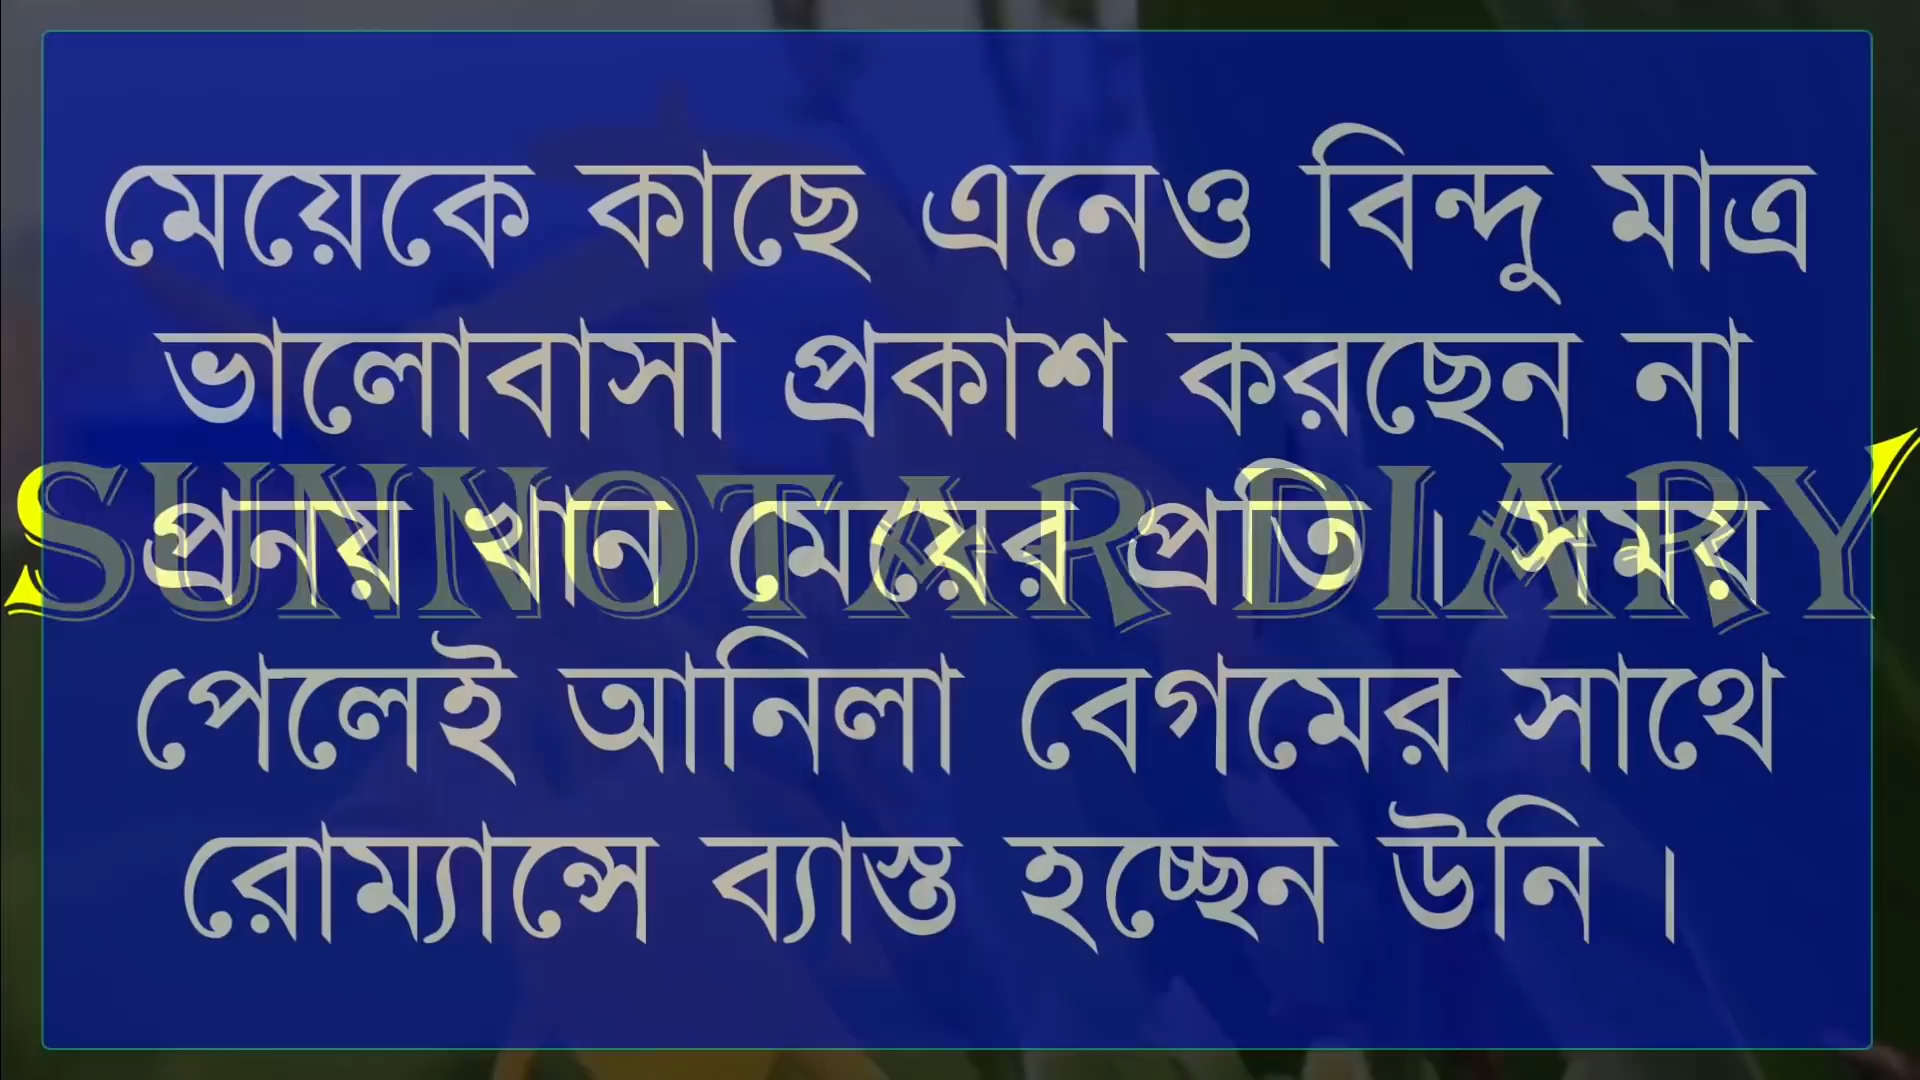 মেয়েকে কাছে এনেও বিন্দু মাত্র
ভালোবাসা প্রকাশ করছেন না
প্রনয় খান মেয়ের প্রতি। সময়
SUNNOTAR DIARY
পেলেই আনিলা বেগমের সাথে
রোম্যান্সে ব্যাস্ত হচ্ছেন উনি।